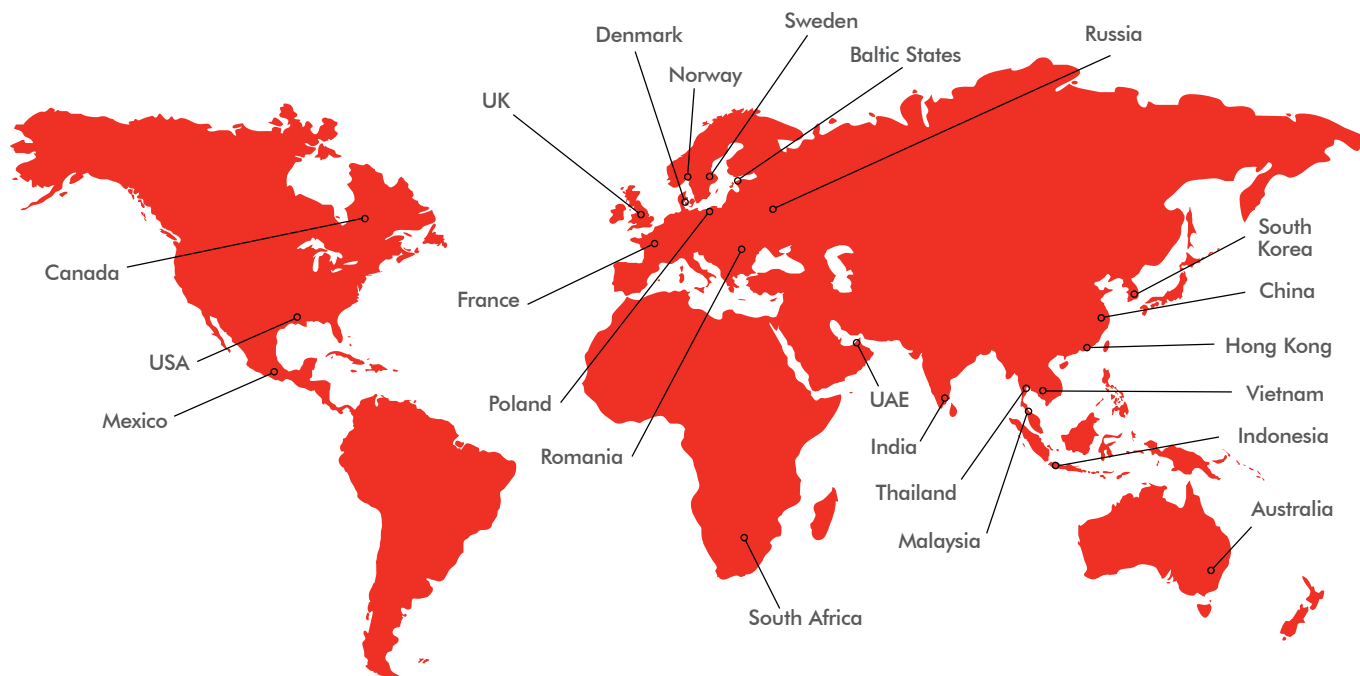 Sweden
Denmark
Russia
Baltic States
Norway
UK
South
Korea
Canada
China
France
Hong Kong
USA
Vietnam
UAE
Poland
Mexico
Indonesia
India
Romania
Thailand
Australia
Malaysia
South Africa